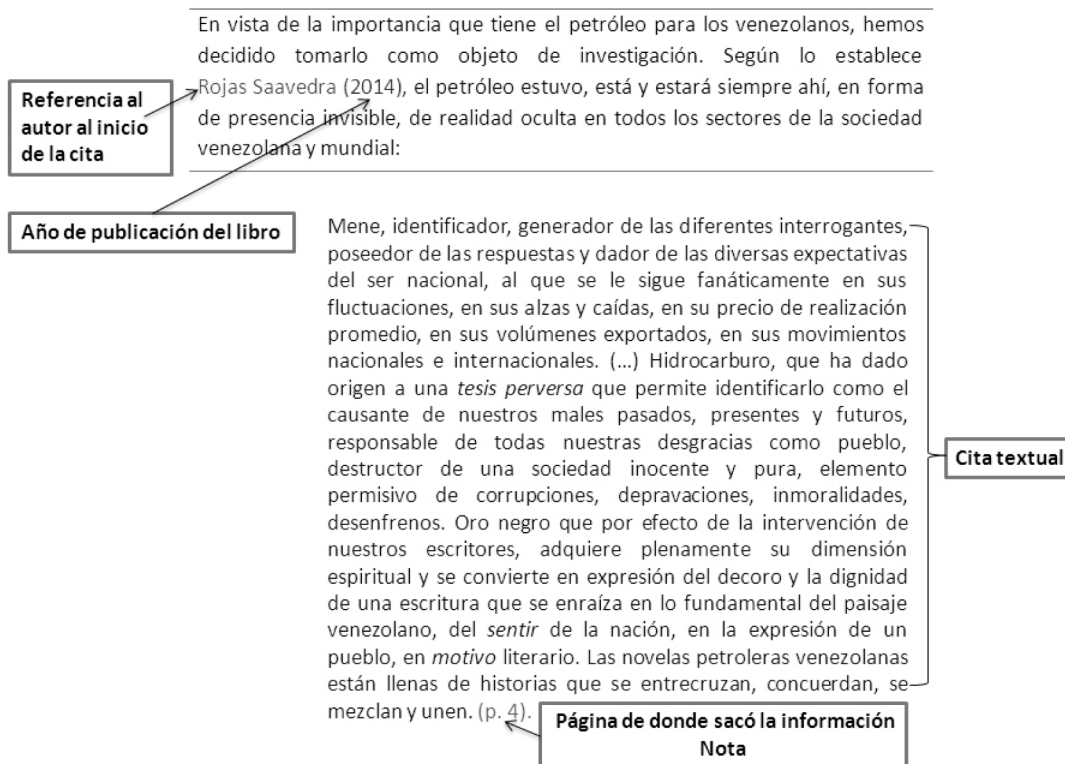 En vista de la importancia que tiene el petróleo para los venezolanos, hemos
decidido tomarlo como objeto de investigación. Según lo establece
Rojas Saavedra (2014), el petróleo estuvo, está y estará siempre ahí, en forma
de presencia invisible, de realidad oculta en todos los sectores de la sociedad
venezolana y mundial:
Referencia al
autor al inicio
de la cita
Año de publicación del libro
Mene, identificador, generador de las diferentes interrogantes,
poseedor de las respuestas y dador de las diversas expectativas
del ser nacional, al que se le sigue fanáticamente en sus
fluctuaciones, en sus alzas y caídas, en su precio de realización
promedio, en sus volúmenes exportados, en sus movimientos
nacionales e internacionales. (...) Hidrocarburo, que ha dado
origen a una tesis perversa que permite identificarlo como el
causante de nuestros males pasados, presentes y futuros,
responsable de todas nuestras desgracias como pueblo,
destructor de una sociedad inocente y pura, elemento
permisivo de corrupciones, depravaciones, inmoralidades,
desenfrenos. Oro negro que por efecto de la intervención de
nuestros escritores, adquiere plenamente su dimensión
espiritual y se convierte en expresión del decoro y la dignidad
de una escritura que se enraíza en lo fundamental del paisaje
venezolano, del sentir de la nación, en la expresión de un
pueblo, en motivo literario. Las novelas petroleras venezolanas
están llenas de historias que se entrecruzan, concuerdan, se
mezclan y unen. (p. 4).
Cita textual
Página de donde sacó la información
Nota